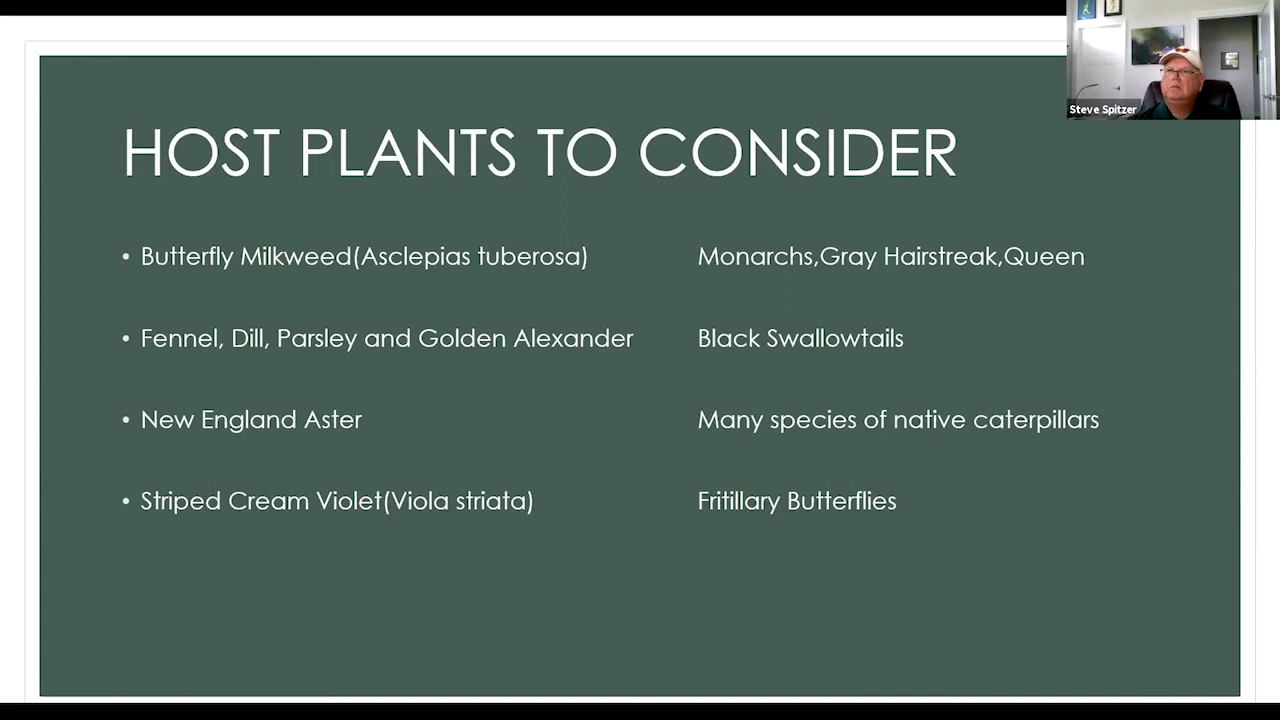 Steve Spitzer
HOST PLANTS TO CONSIDER
• Butterfly Milkweed(Asclepias tuberosa) Monarchs,Gray Hairstreak,Queen
• Fennel, Dill, Parsley and Golden Alexander Black Swallowtails
• New England Aster Many species of native caterpillars
• Striped Cream Violet(Viola striata) Fritillary Butterflies